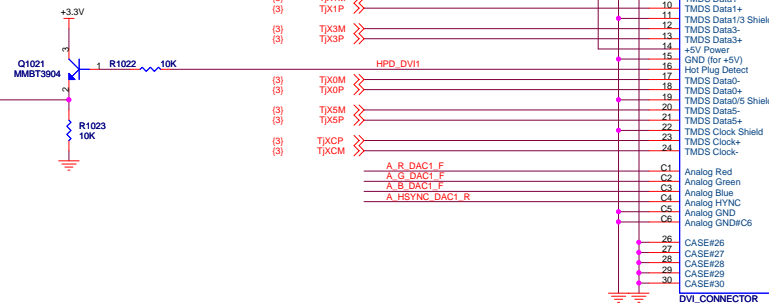 {3} TjX1P 10 TMDS Data1+
11 TMDS Data1/3 Shield
{3} TjX3M 12 TMDS Data3-
{3} TjX3P 13 TMDS Data3+
14 +5V Power
15 GND (for +5V)
HPD_DVI1 16 Hot Plug Detect
{3} TjX0M 17 TMDS Data0-
{3} TjX0P 18 TMDS Data0+
19 TMDS Data0/5 Shield
{3} TjX5M 20 TMDS Data5-
{3} TjX5P 21 TMDS Data5+
22 TMDS Clock Shield
{3} TjXCP 23 TMDS Clock+
{3} TjXCM 24 TMDS Clock-
A_R_DAC1_F C1 Analog Red
A_G_DAC1_F C2 Analog Green
A_B_DAC1_F C3 Analog Blue
A_HSYNC_DAC1_R C4 Analog HYNC
C5 Analog GND
C6 Analog GND#C6
26 CASE#26
27 CASE#27
28 CASE#28
29 CASE#29
30 CASE#30
DVI_CONNECTOR
+3.3V
3
Q1021
MMBT3904
1 R1022 10K
2
R1023
10K